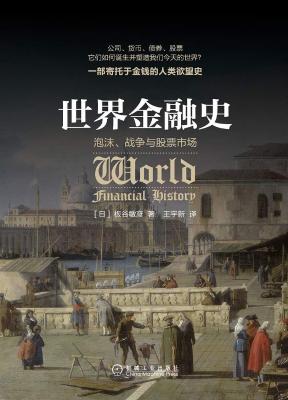 公司、货币、债券、股票
它们如何诞生并塑造我们今天的世界？
一部寄托于金钱的人类欲望史
世界金融史
泡沫、战争与股票市场
World
Financial History
［日］板谷敏彦 著 王宇新 译
机械工业出版社
China Machine Press